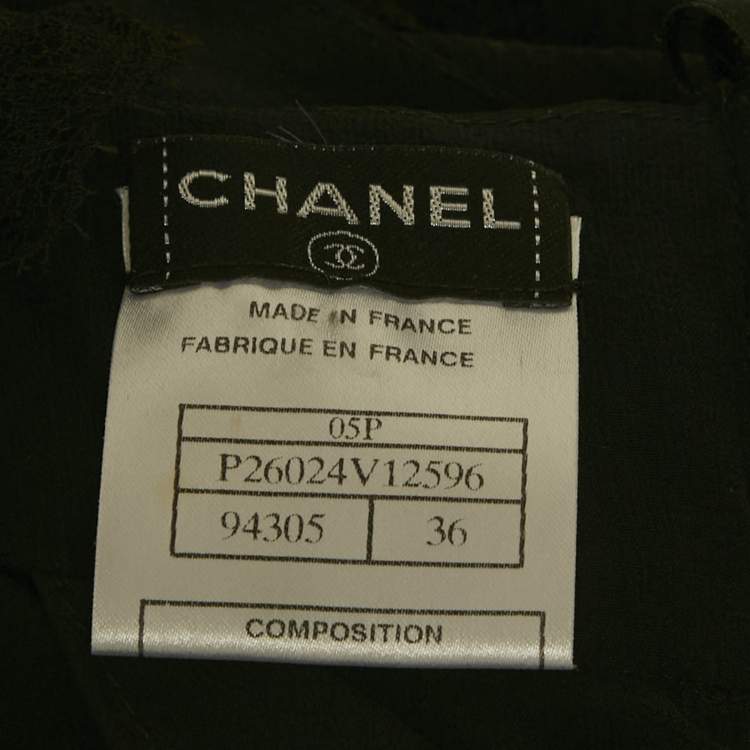 CHANEL
MADE IN FRANCE
FABRIQUE EN FRANCE
05P
P26024V12596
94305 36
COMPOSITION